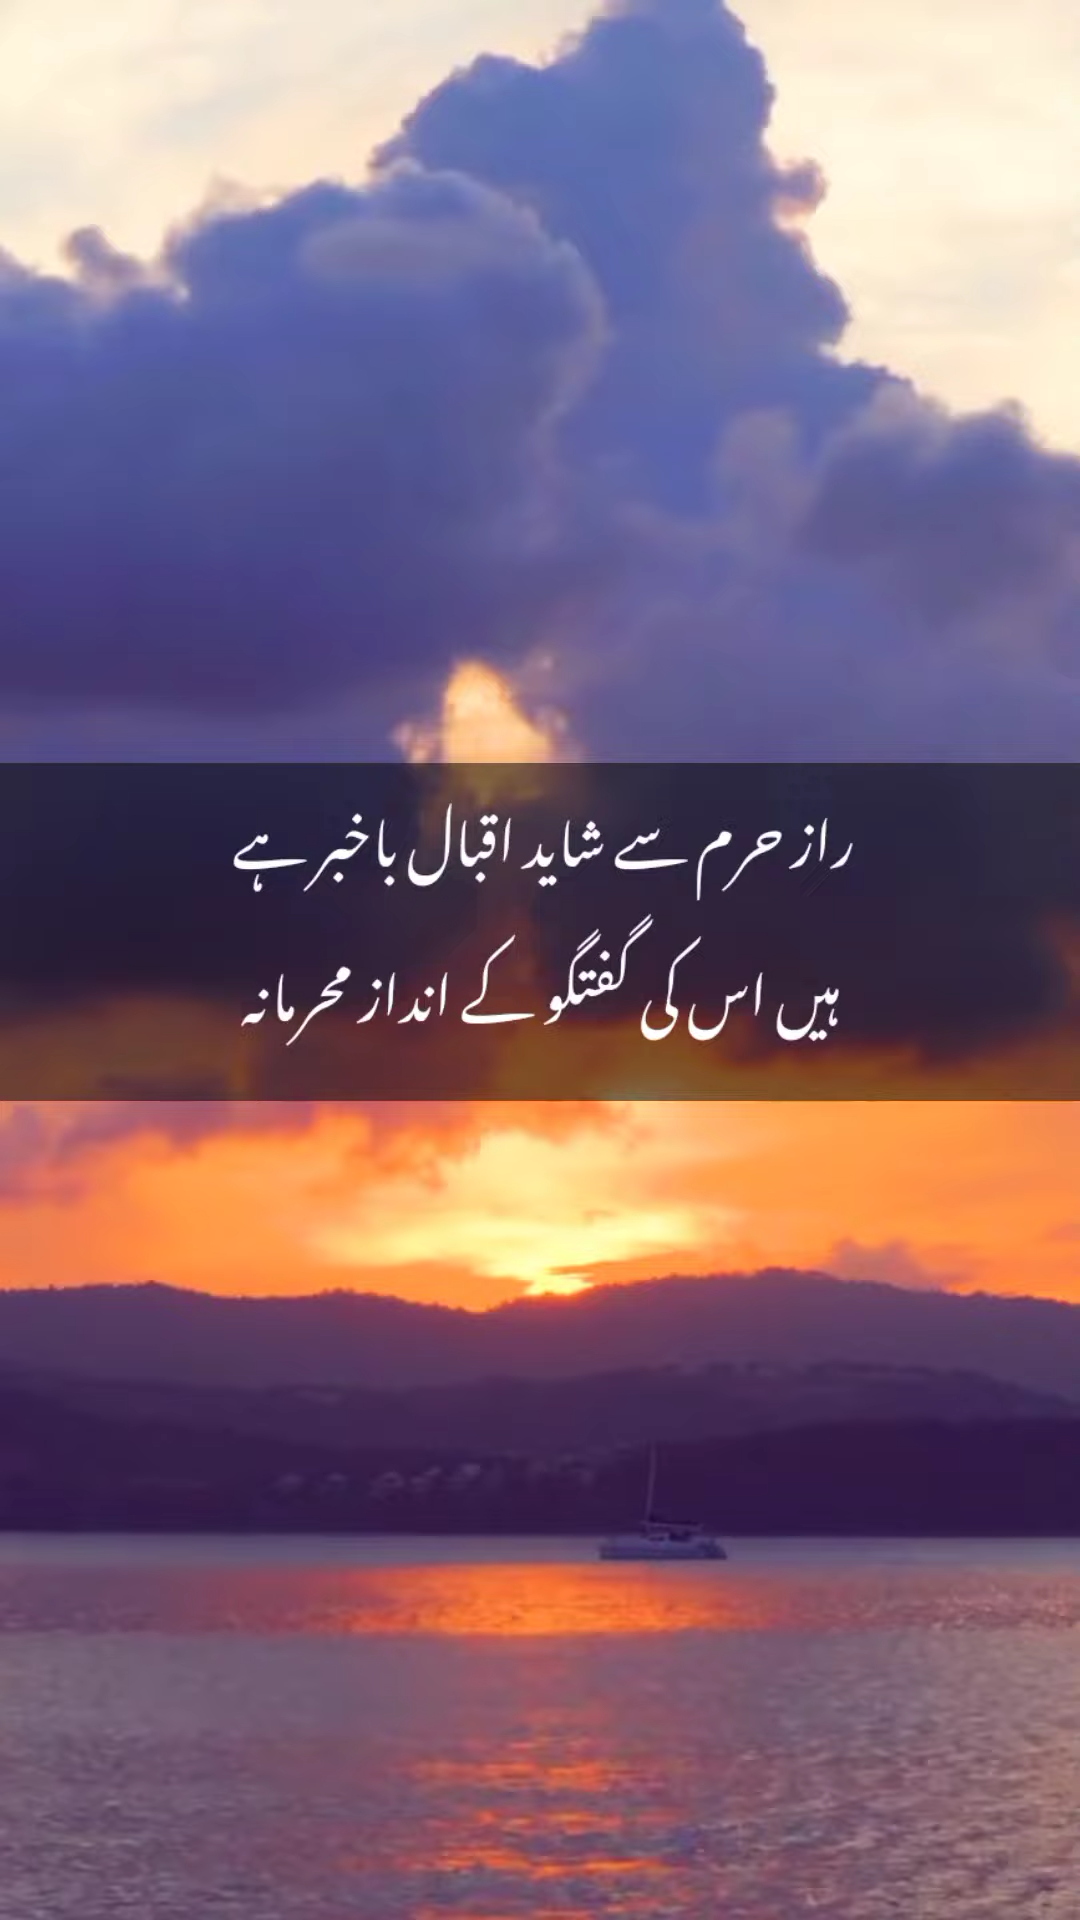 راز حرم سے شاید اقبال باخبر ہے
ہیں اس کی گفتگو کے انداز محرمانہ